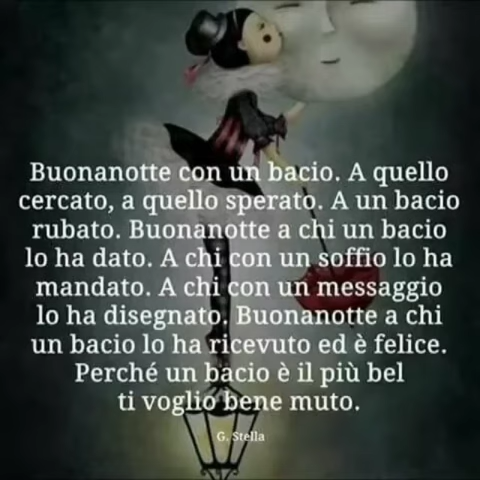 Buonanotte con un bacio. A quello
cercato, a quello sperato. A un bacio
rubato. Buonanotte a chi un bacio
lo ha dato. A chi con un soffio lo ha
mandato. A chi con un messaggio
lo ha disegnato. Buonanotte a chi
un bacio lo ha ricevuto ed è felice.
Perché un bacio è il più bel
ti voglio bene muto.
G. Stella